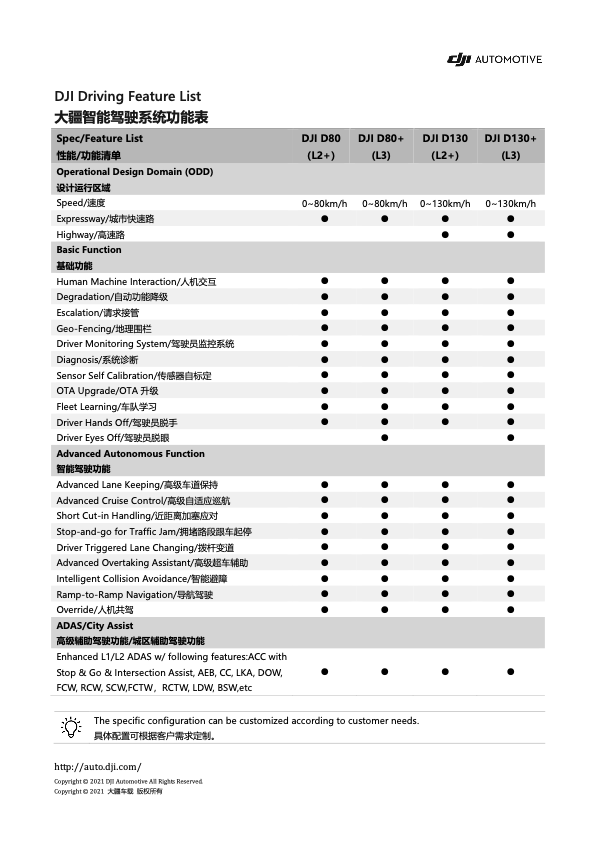 dji AUTOMOTIVE
DJI Driving Feature List
大疆智能驾驶系统功能表
Spec/Feature List DJI D80 DJI D80+ DJI D130 DJI D130+
性能/功能清单 (L2+) (L3) (L2+) (L3)
Operational Design Domain (ODD)
设计运行区域
Speed/速度 0~80km/h 0~80km/h 0~130km/h 0~130km/h
Expressway/城市快速路 ● ● ● ●
Highway/高速路 ● ●
Basic Function
基础功能
Human Machine Interaction/人机交互 ● ● ● ●
Degradation/自动功能降级 ● ● ● ●
Escalation/请求接管 ● ● ● ●
Geo-Fencing/地理围栏 ● ● ● ●
Driver Monitoring System/驾驶员监控系统 ● ● ● ●
Diagnosis/系统诊断 ● ● ● ●
Sensor Self Calibration/传感器自标定 ● ● ● ●
OTA Upgrade/OTA 升级 ● ● ● ●
Fleet Learning/车队学习 ● ● ● ●
Driver Hands Off/驾驶员脱手 ● ● ● ●
Driver Eyes Off/驾驶员脱眼 ● ●
Advanced Autonomous Function
智能驾驶功能
Advanced Lane Keeping/高级车道保持 ● ● ● ●
Advanced Cruise Control/高级自适应巡航 ● ● ● ●
Short Cut-in Handling/近距离加塞应对 ● ● ● ●
Stop-and-go for Traffic Jam/拥堵路段跟车起停 ● ● ● ●
Driver Triggered Lane Changing/拨杆变道 ● ● ● ●
Advanced Overtaking Assistant/高级超车辅助 ● ● ● ●
Intelligent Collision Avoidance/智能避障 ● ● ● ●
Ramp-to-Ramp Navigation/导航驾驶 ● ● ● ●
Override/人机共驾 ● ● ● ●
ADAS/City Assist
高级辅助驾驶功能/城区辅助驾驶功能
Enhanced L1/L2 ADAS w/ following features:ACC with
Stop & Go & Intersection Assist, AEB, CC, LKA, DOW, ● ● ● ●
FCW, RCW, SCW,FCTW，RCTW, LDW, BSW,etc
The specific configuration can be customized according to customer needs.
具体配置可根据客户需求定制。
http://auto.dji.com/
Copyright © 2021 DJI Automotive All Rights Reserved.
Copyright © 2021 大疆车载 版权所有